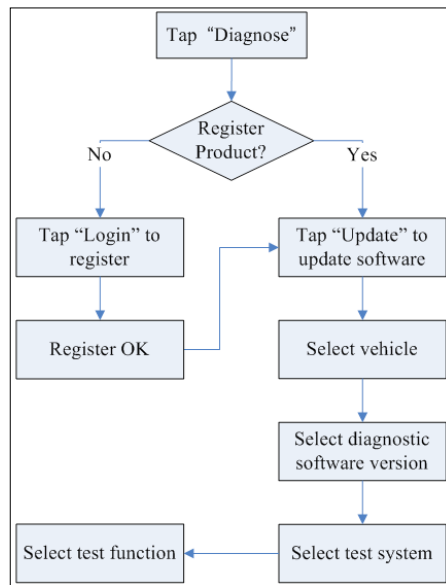 Tap “Diagnose”
Register
Product?
No
Yes
Tap “Login” to
register
Tap “Update” to
update software
Register OK
Select vehicle
Select diagnostic
software version
Select test function
Select test system